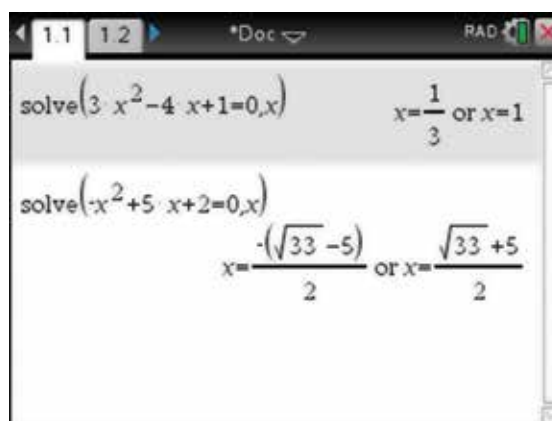 1.1 1.2 *Doc RAD
solve(3·x²-4·x+1=0,x) x=1/3 or x=1
solve(-x²+5·x+2=0,x)
x=-(√33-5)/2 or x=(√33+5)/2